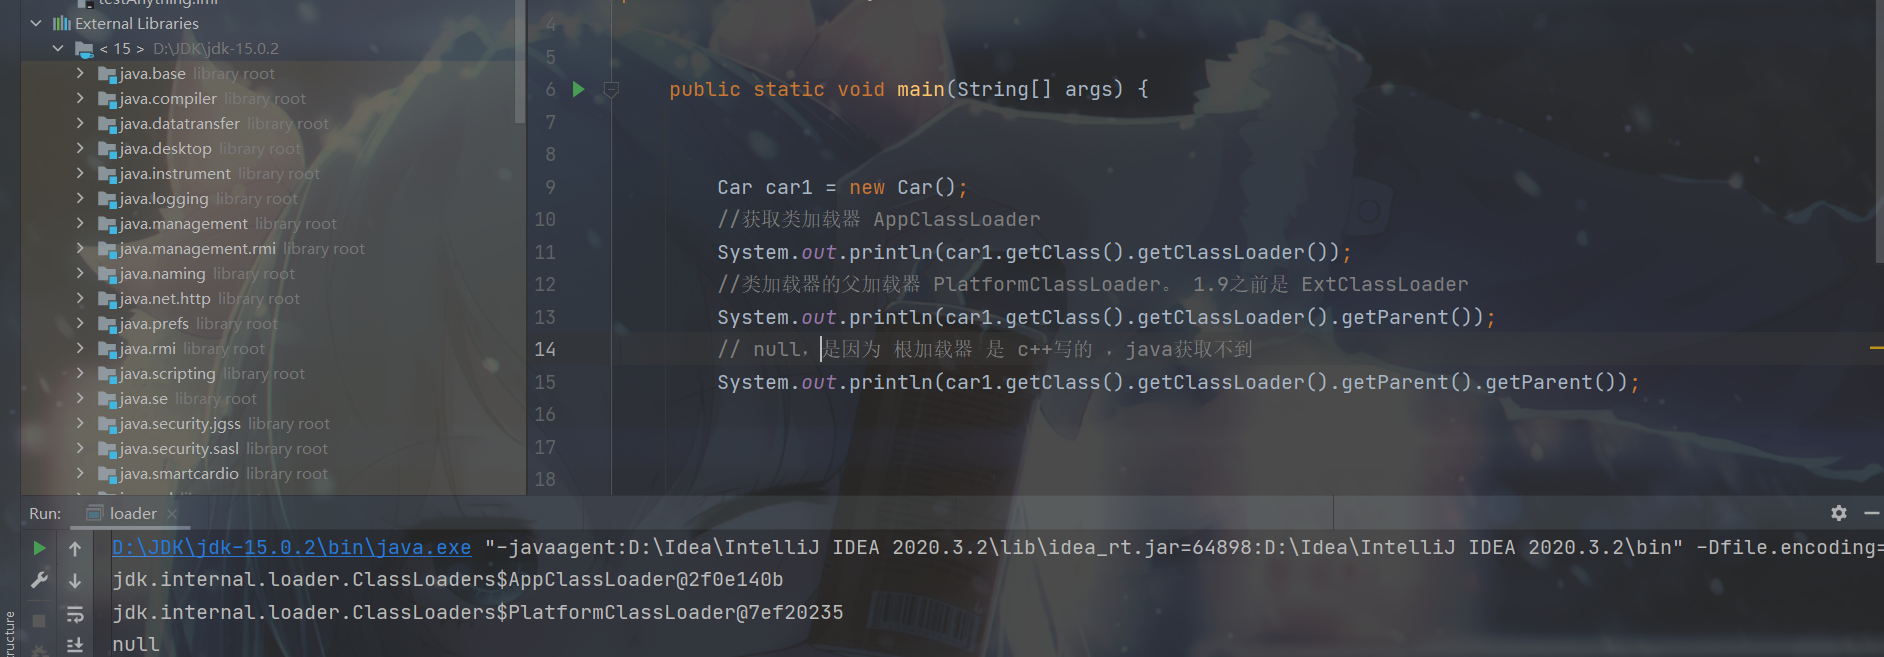 testAnything.iml
External Libraries
< 15 > D:\JDK\jdk-15.0.2
java.base library root
java.compiler library root
java.datatransfer library root
java.desktop library root
java.instrument library root
java.logging library root
java.management library root
java.management.rmi library root
java.naming library root
java.net.http library root
java.prefs library root
java.rmi library root
java.scripting library root
java.se library root
java.security.jgss library root
java.security.sasl library root
java.smartcardio library root
4
5
6 public static void main(String[] args) {
7
8
9 Car car1 = new Car();
10 //获取类加载器 AppClassLoader
11 System.out.println(car1.getClass().getClassLoader());
12 //类加载器的父加载器 PlatformClassLoader。 1.9之前是 ExtClassLoader
13 System.out.println(car1.getClass().getClassLoader().getParent());
14 // null，是因为 根加载器 是 c++写的 ，java获取不到
15 System.out.println(car1.getClass().getClassLoader().getParent().getParent());
16
17
18
Run: loader
D:\JDK\jdk-15.0.2\bin\java.exe "-javaagent:D:\Idea\IntelliJ IDEA 2020.3.2\lib\idea_rt.jar=64898:D:\Idea\IntelliJ IDEA 2020.3.2\bin" -Dfile.encoding=
jdk.internal.loader.ClassLoaders$AppClassLoader@2f0e140b
jdk.internal.loader.ClassLoaders$PlatformClassLoader@7ef20235
null
ructure